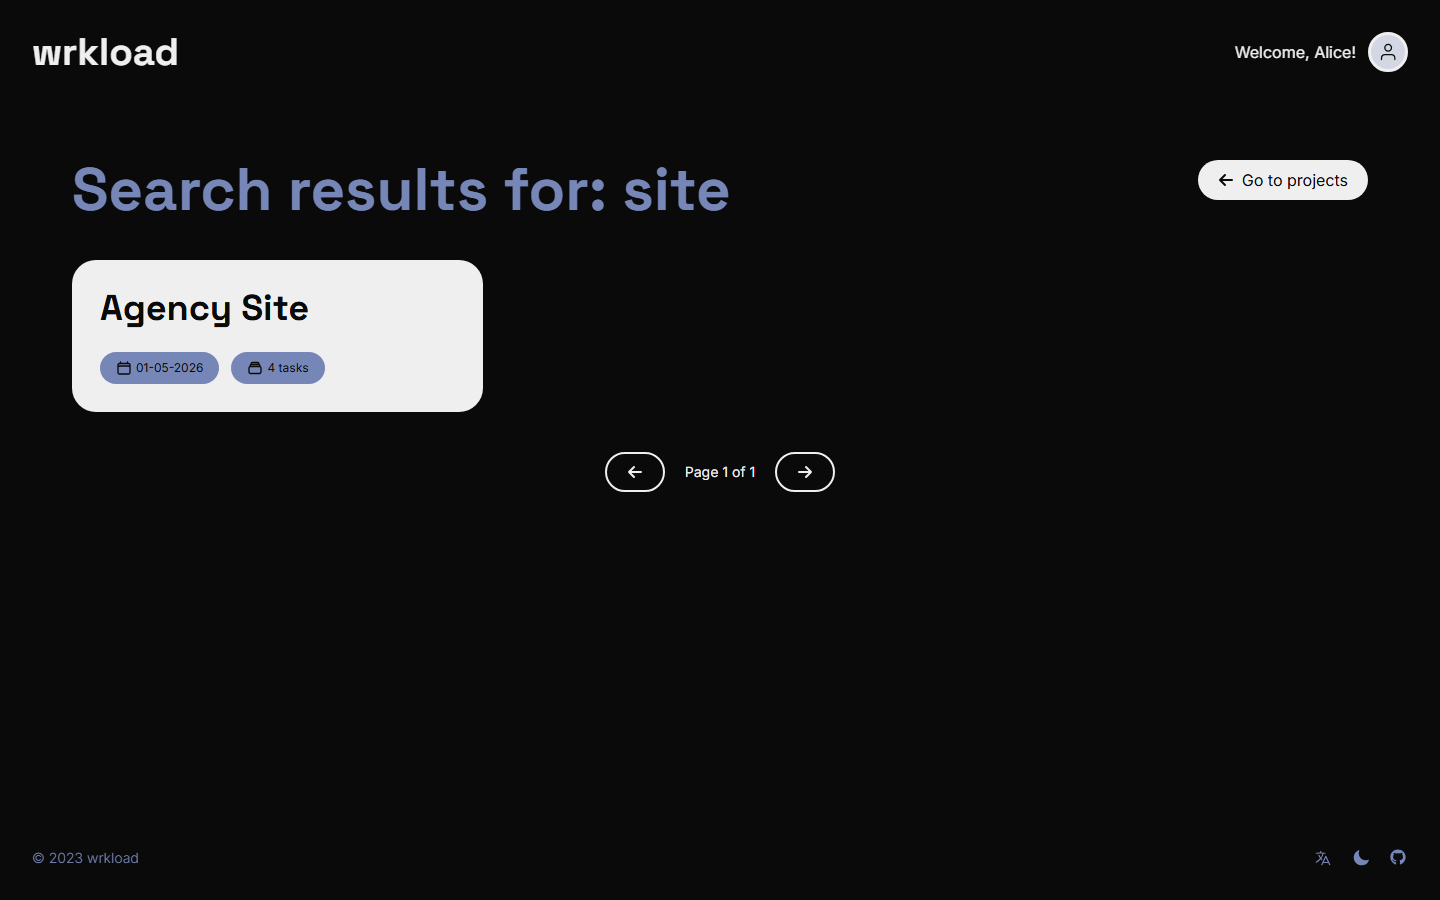 wrkload
Welcome, Alice!
Search results for: site
Go to projects
Agency Site
01-05-2026
4 tasks
Page 1 of 1
© 2023 wrkload